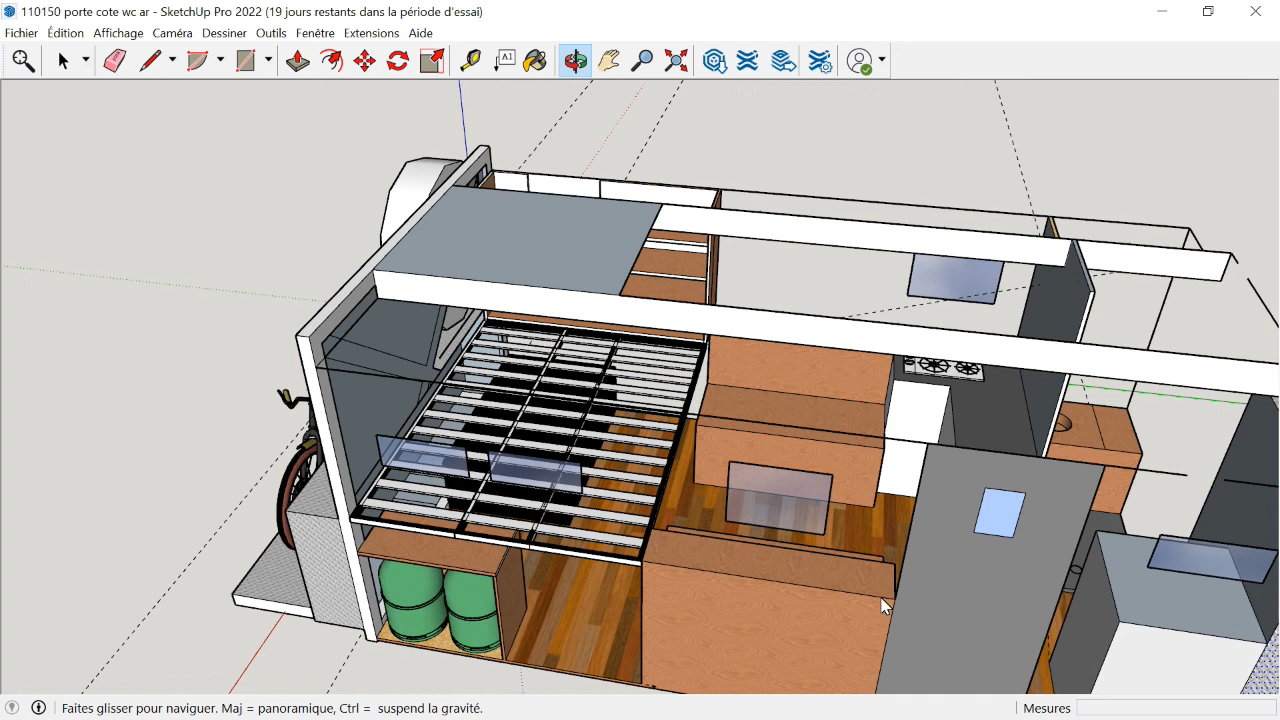 110150 porte cote wc ar - SketchUp Pro 2022 (19 jours restants dans la période d'essai)
Fichier Édition Affichage Caméra Dessiner Outils Fenêtre Extensions Aide
A1
Faites glisser pour naviguer. Maj = panoramique, Ctrl = suspend la gravité.
Mesures